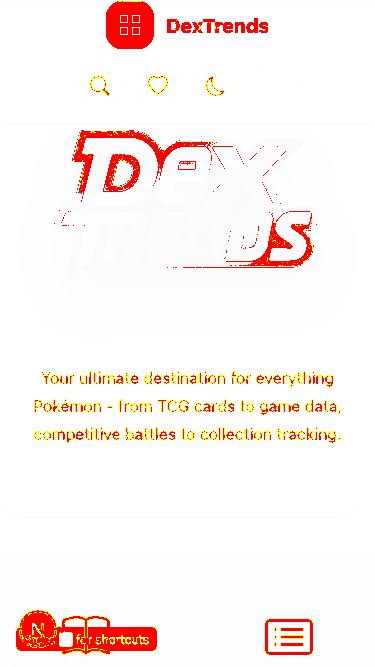 DexTrends
DEX
TRENDS
Your ultimate destination for everything
Pokémon - from TCG cards to game data,
competitive battles to collection tracking.
N
for shortcuts